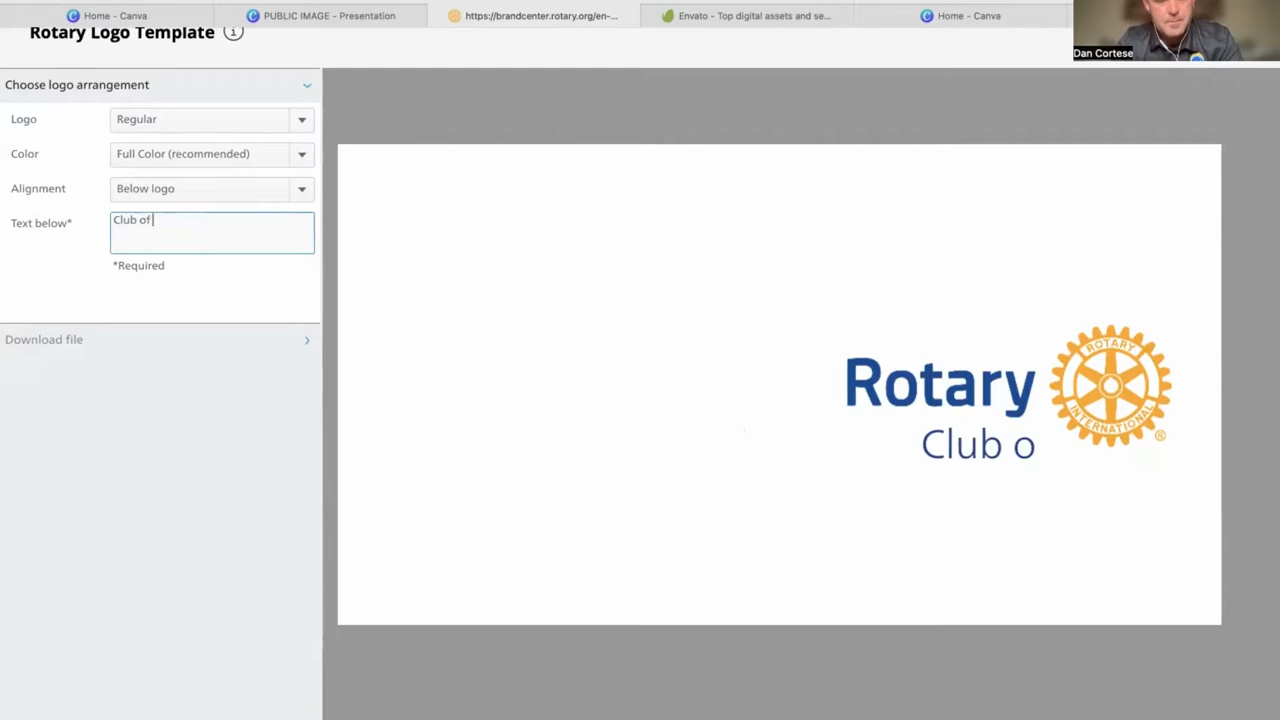 Home - Canva
PUBLIC IMAGE - Presentation
https://brandcenter.rotary.org/en-...
Envato - Top digital assets and se...
Home - Canva
Rotary Logo Template
Dan Cortese
Choose logo arrangement
Logo
Regular
Color
Full Color (recommended)
Alignment
Below logo
Text below*
Club of
*Required
Download file
Rotary
Club o
ROTARY
INTERNATIONAL
®